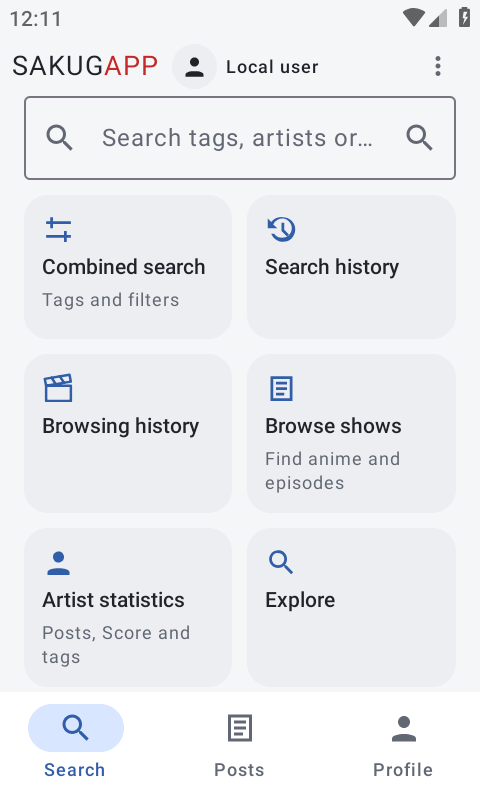 12:11
SAKUGAPP
Local user
Search tags, artists or...
Combined search
Tags and filters
Search history
Browsing history
Browse shows
Find anime and
episodes
Artist statistics
Posts, Score and
tags
Explore
Search
Posts
Profile